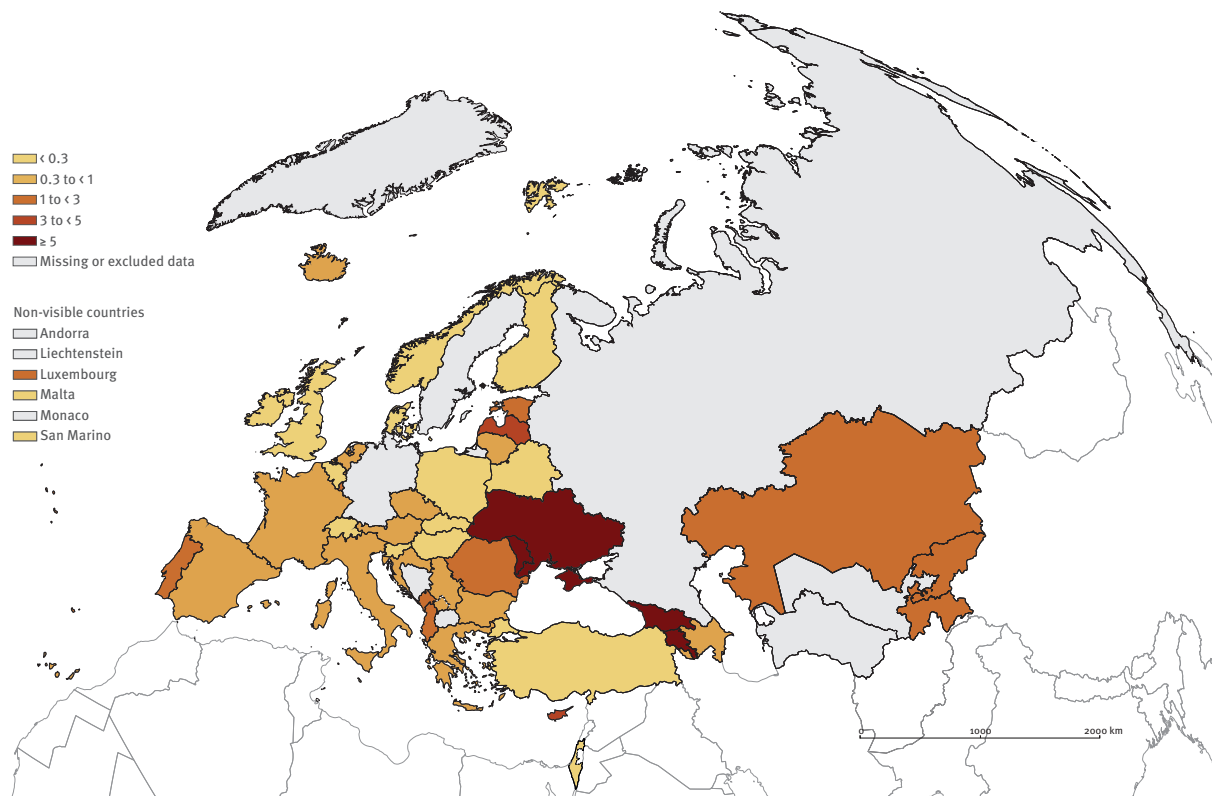 ‹ 0.3
0.3 to ‹ 1
1 to ‹ 3
3 to ‹ 5
≥ 5
Missing or excluded data
Non-visible countries
Andorra
Liechtenstein
Luxembourg
Malta
Monaco
San Marino
0 1000 2000 km